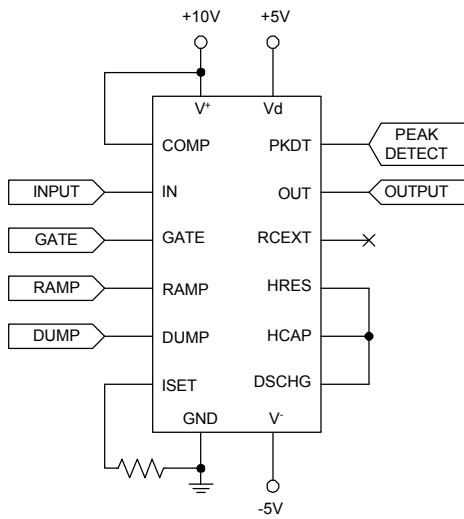 +10V +5V
V+ Vd
COMP PKDT PEAK
DETECT
INPUT IN OUT OUTPUT
GATE GATE RCEXT
RAMP RAMP HRES
DUMP DUMP HCAP
ISET DSCHG
GND V-
-5V